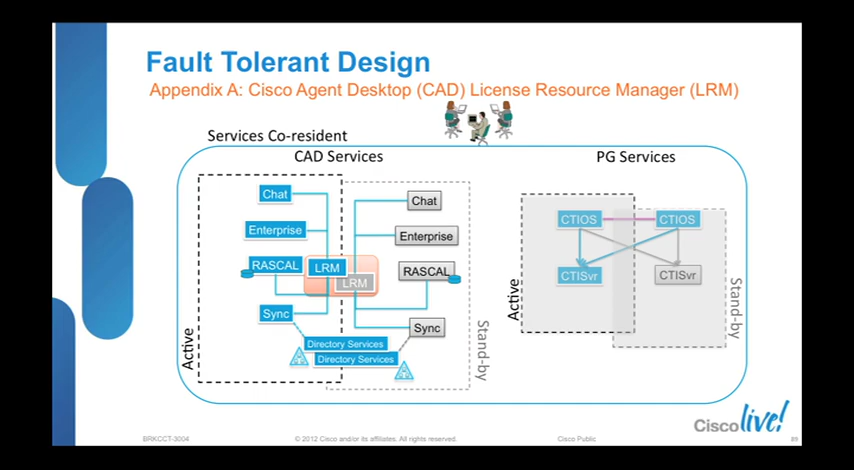 Fault Tolerant Design
Appendix A: Cisco Agent Desktop (CAD) License Resource Manager (LRM)
Services Co-resident
CAD Services
PG Services
Chat
Enterprise
RASCAL
LRM
Sync
Directory Services
Active
Chat
Enterprise
RASCAL
LRM
Sync
Directory Services
Stand-by
CTIOS
CTIOS
CTISvr
CTISvr
Active
Stand-by
Cisco live!
BRKCCT-3004
© 2012 Cisco and/or its affiliates. All rights reserved.
Cisco Public
89